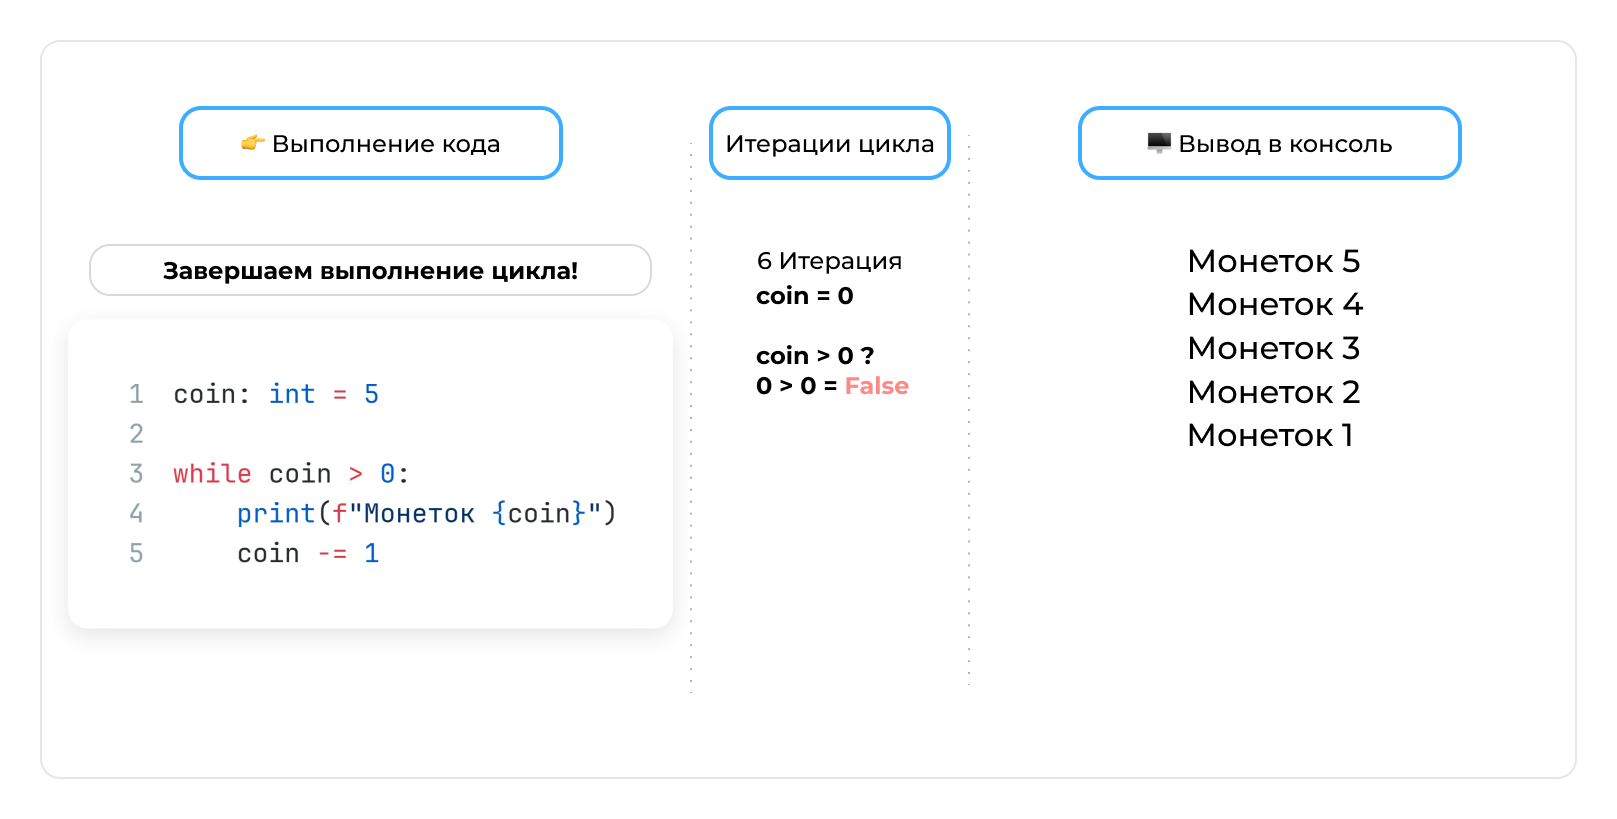 👉 Выполнение кода
Завершаем выполнение цикла!
1 coin: int = 5
2
3 while coin > 0:
4     print(f"Монеток {coin}")
5     coin -= 1
Итерации цикла
6 Итерация
coin = 0
coin > 0 ?
0 > 0 = False
🖥️ Вывод в консоль
Монеток 5
Монеток 4
Монеток 3
Монеток 2
Монеток 1